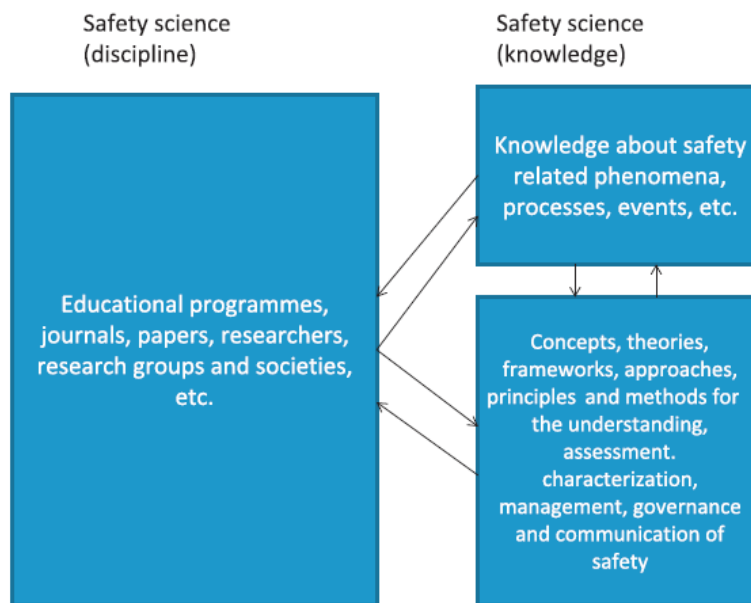 Safety science
(discipline)
Safety science
(knowledge)
Educational programmes,
journals, papers, researchers,
research groups and societies,
etc.
Knowledge about safety
related phenomena,
processes, events, etc.
Concepts, theories,
frameworks, approaches,
principles and methods for
the understanding,
assessment.
characterization,
management, governance
and communication of
safety